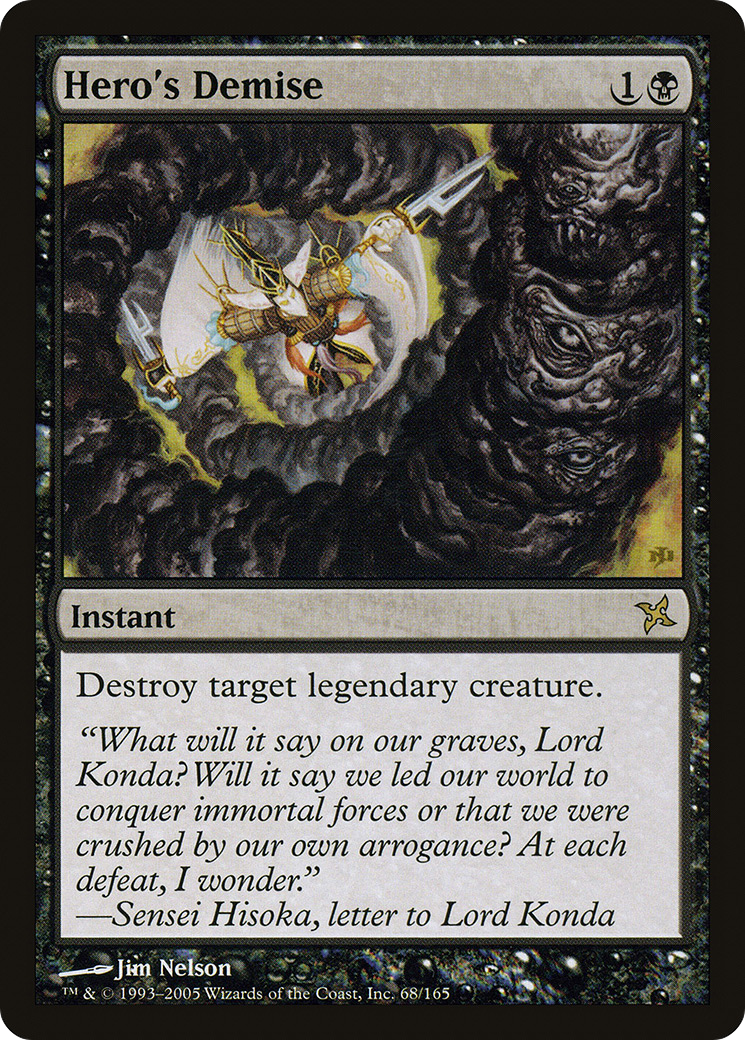 Hero's Demise 1
Instant
Destroy target legendary creature.
“What will it say on our graves, Lord
Konda? Will it say we led our world to
conquer immortal forces or that we were
crushed by our own arrogance? At each
defeat, I wonder.”
—Sensei Hisoka, letter to Lord Konda
Jim Nelson
™ & © 1993–2005 Wizards of the Coast, Inc. 68/165